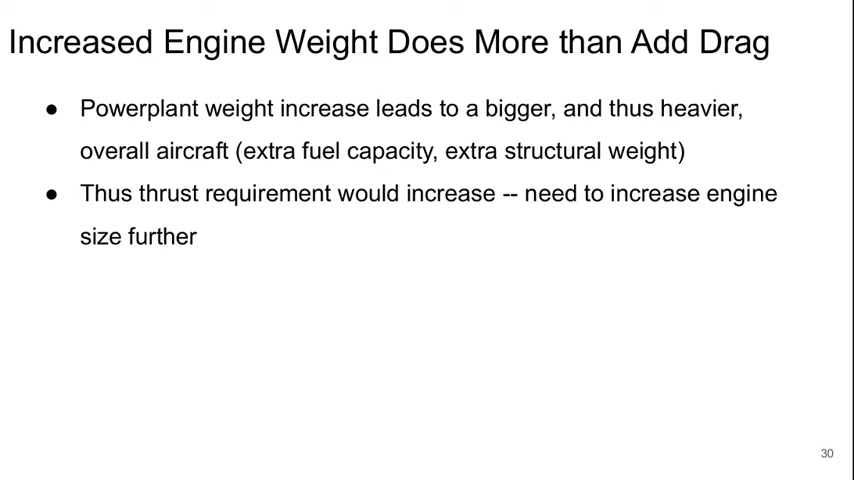 Increased Engine Weight Does More than Add Drag
● Powerplant weight increase leads to a bigger, and thus heavier,
overall aircraft (extra fuel capacity, extra structural weight)
● Thus thrust requirement would increase -- need to increase engine
size further
30